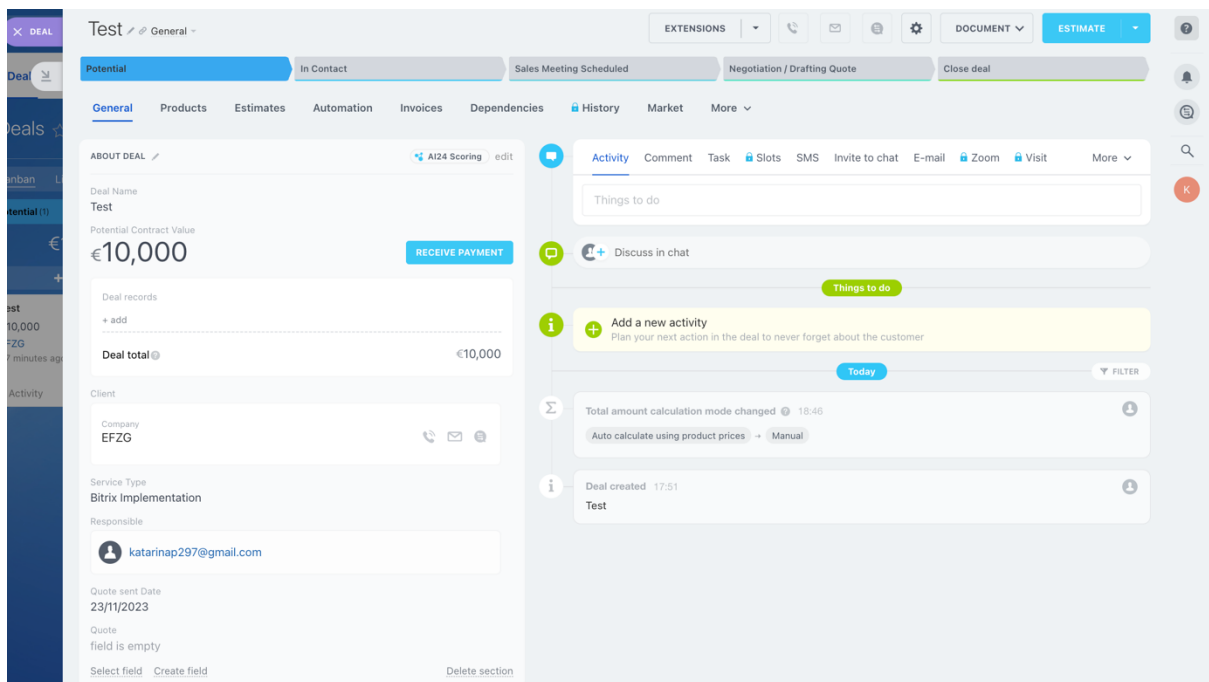 DEAL
Test General
EXTENSIONS
DOCUMENT
ESTIMATE
Deal
Potential
In Contact
Sales Meeting Scheduled
Negotiation / Drafting Quote
Close deal
General Products Estimates Automation Invoices Dependencies History Market More
Deals
ABOUT DEAL
AI24 Scoring edit
Activity Comment Task Slots SMS Invite to chat E-mail Zoom Visit More
anban Li
Deal Name
Test
K
Things to do
otential (1)
Potential Contract Value
€10,000
RECEIVE PAYMENT
Discuss in chat
€
+
Things to do
Deal records
+ add
est
10,000
EFZG
7 minutes ago
Add a new activity
Plan your next action in the deal to never forget about the customer
Deal total
€10,000
Today
FILTER
Activity
Client
Company
EFZG
Total amount calculation mode changed 18:46
Auto calculate using product prices → Manual
Service Type
Bitrix Implementation
Deal created 17:51
Test
Responsible
katarinap297@gmail.com
Quote sent Date
23/11/2023
Quote
field is empty
Select field Create field
Delete section